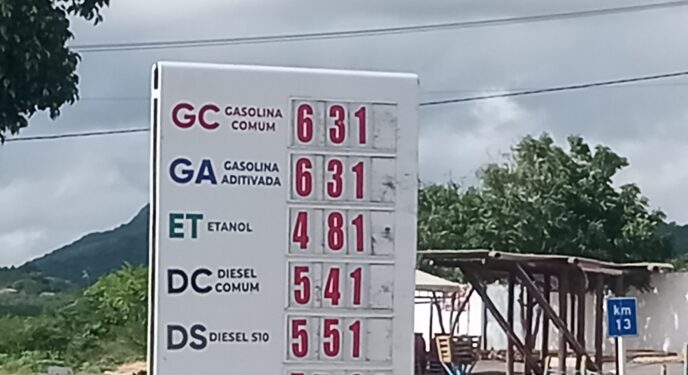 GC GASOLINA COMUM 6 31
GA GASOLINA ADITIVADA 6 31
ET ETANOL 4 81
DC DIESEL COMUM 5 41
DS DIESEL S10 5 51
km
13